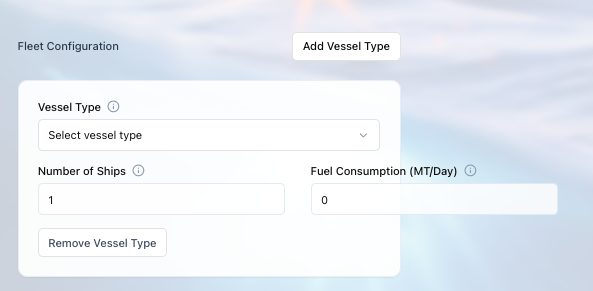 Fleet Configuration
Add Vessel Type
Vessel Type
Select vessel type
Number of Ships
Fuel Consumption (MT/Day)
1
0
Remove Vessel Type